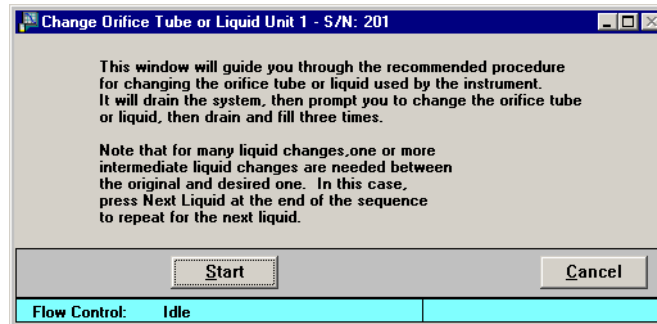 Change Orifice Tube or Liquid Unit 1 - S/N: 201
This window will guide you through the recommended procedure
for changing the orifice tube or liquid used by the instrument.
It will drain the system, then prompt you to change the orifice tube
or liquid, then drain and fill three times.
Note that for many liquid changes,one or more
intermediate liquid changes are needed between
the original and desired one. In this case,
press Next Liquid at the end of the sequence
to repeat for the next liquid.
Start Cancel
Flow Control: Idle